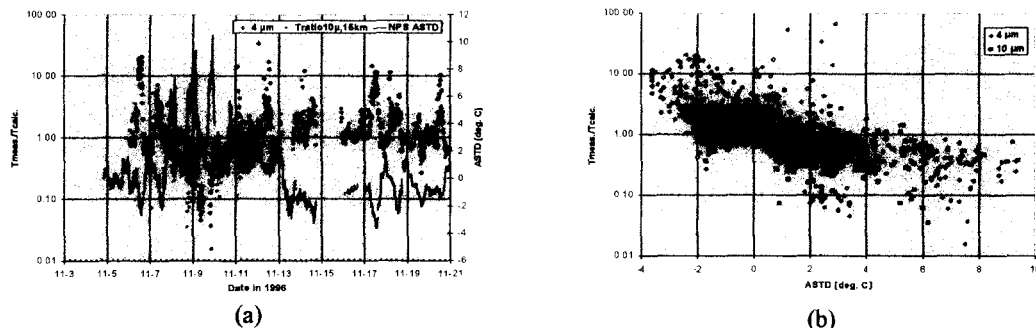 100.00
10.00
1.00
0.10
0.01
Tmeas./Tcalc.
4 µm Tratio10µ,15km NPS ASTD
12
10
8
6
4
2
0
-2
-4
-6
ASTD [deg. C]
11-3 11-5 11-7 11-9 11-11 11-13 11-15 11-17 11-19 11-21
Date in 1996
(a)
100.00
10.00
1.00
0.10
0.01
Tmeas./Tcalc.
4 µm
10 µm
-4 -2 0 2 4 6 8 10
ASTD [deg. C]
(b)